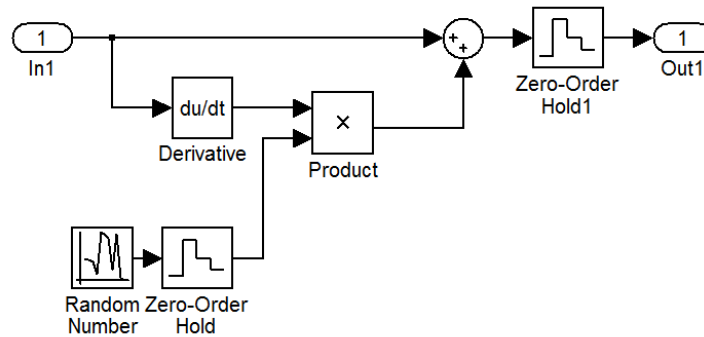 1
In1
+
+
Zero-Order
Hold1
1
Out1
du/dt
Derivative
×
Product
Random
Number
Zero-Order
Hold